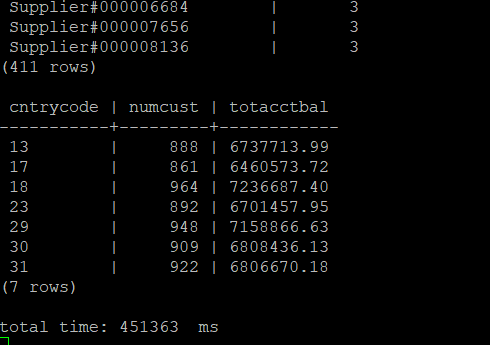 Supplier#000006684         |       3
 Supplier#000007656         |       3
 Supplier#000008136         |       3
(411 rows)
 cntrycode | numcust | totacctbal
-----------+---------+------------
 13        |     888 | 6737713.99
 17        |     861 | 6460573.72
 18        |     964 | 7236687.40
 23        |     892 | 6701457.95
 29        |     948 | 7158866.63
 30        |     909 | 6808436.13
 31        |     922 | 6806670.18
(7 rows)
total time: 451363  ms